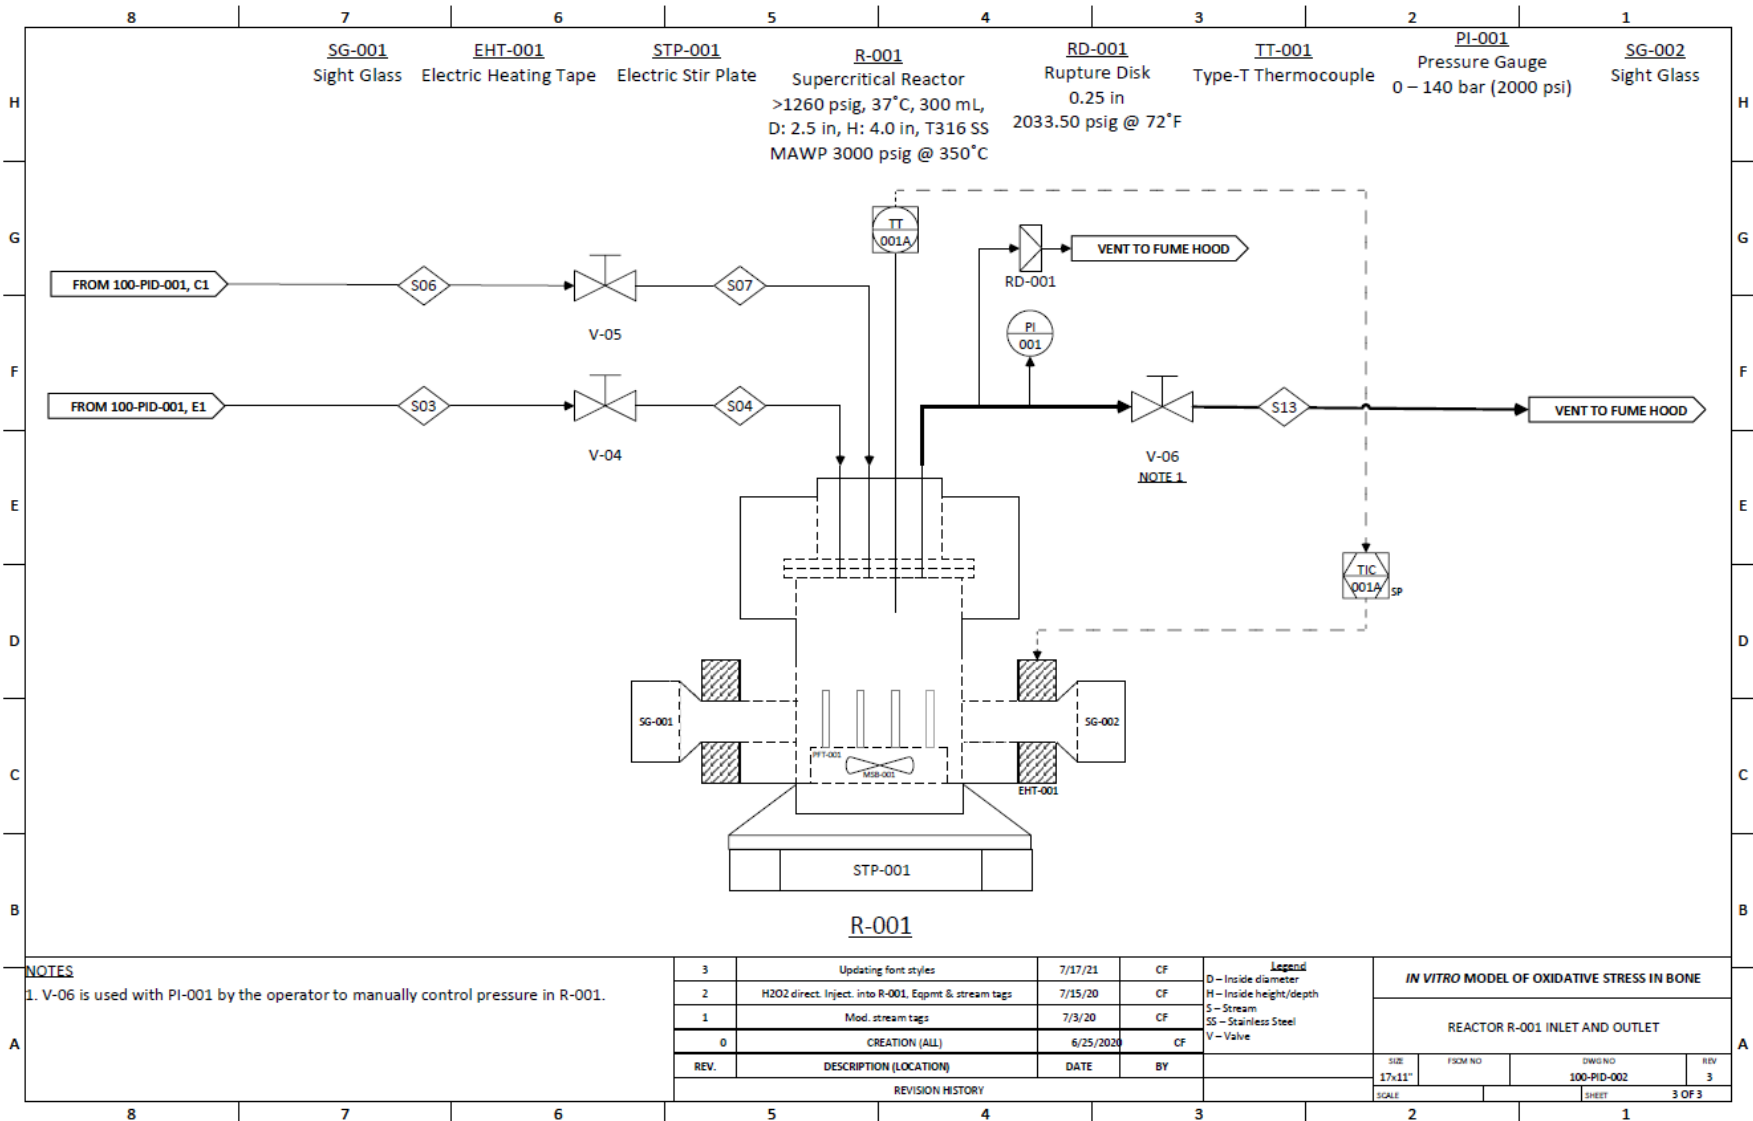 8 7 6 5 4 3 2 1
SG-001
Sight Glass
EHT-001
Electric Heating Tape
STP-001
Electric Stir Plate
R-001
Supercritical Reactor
>1260 psig, 37˚C, 300 mL,
D: 2.5 in, H: 4.0 in, T316 SS
MAWP 3000 psig @ 350˚C
RD-001
Rupture Disk
0.25 in
2033.50 psig @ 72˚F
TT-001
Type-T Thermocouple
PI-001
Pressure Gauge
0 – 140 bar (2000 psi)
SG-002
Sight Glass
H H
G G
F F
E E
D D
C C
B B
A A
TT
001A
VENT TO FUME HOOD
RD-001
FROM 100-PID-001, C1
S06
S07
V-05
PI
001
FROM 100-PID-001, E1
S03
S04
V-04
S13
VENT TO FUME HOOD
V-06
NOTE 1
TIC
001A
SP
SG-001
SG-002
PFT-001
MSB-001
EHT-001
STP-001
R-001
NOTES
1. V-06 is used with PI-001 by the operator to manually control pressure in R-001.
3 Updating font styles 7/17/21 CF
2 H2O2 direct. Inject. into R-001, Eqpmt & stream tags 7/15/20 CF
1 Mod. stream tags 7/3/20 CF
0 CREATION (ALL) 6/25/2020 CF
REV. DESCRIPTION (LOCATION) DATE BY
REVISION HISTORY
Legend
D – Inside diameter
H – Inside height/depth
S – Stream
SS – Stainless Steel
V – Valve
IN VITRO MODEL OF OXIDATIVE STRESS IN BONE
REACTOR R-001 INLET AND OUTLET
SIZE FSCM NO DWG NO REV
17x11" 100-PID-002 3
SCALE SHEET 3 OF 3
8 7 6 5 4 3 2 1